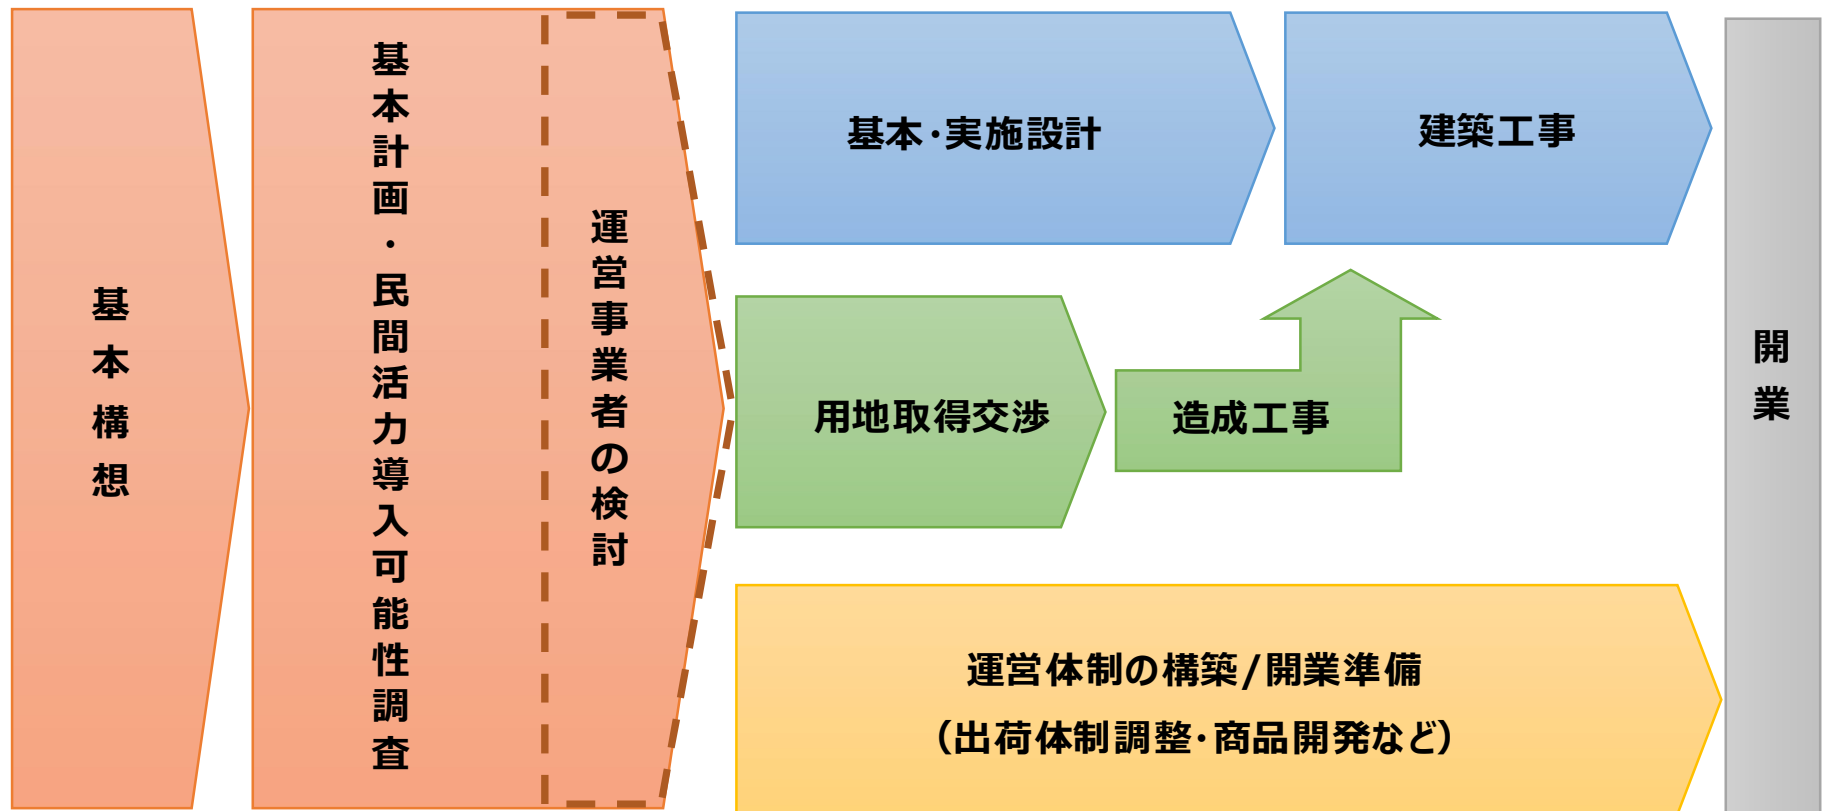 基本構想
基本計画・民間活力導入可能性調査
運営事業者の検討
基本・実施設計
建築工事
用地取得交渉
造成工事
運営体制の構築/開業準備
（出荷体制調整・商品開発など）
開業